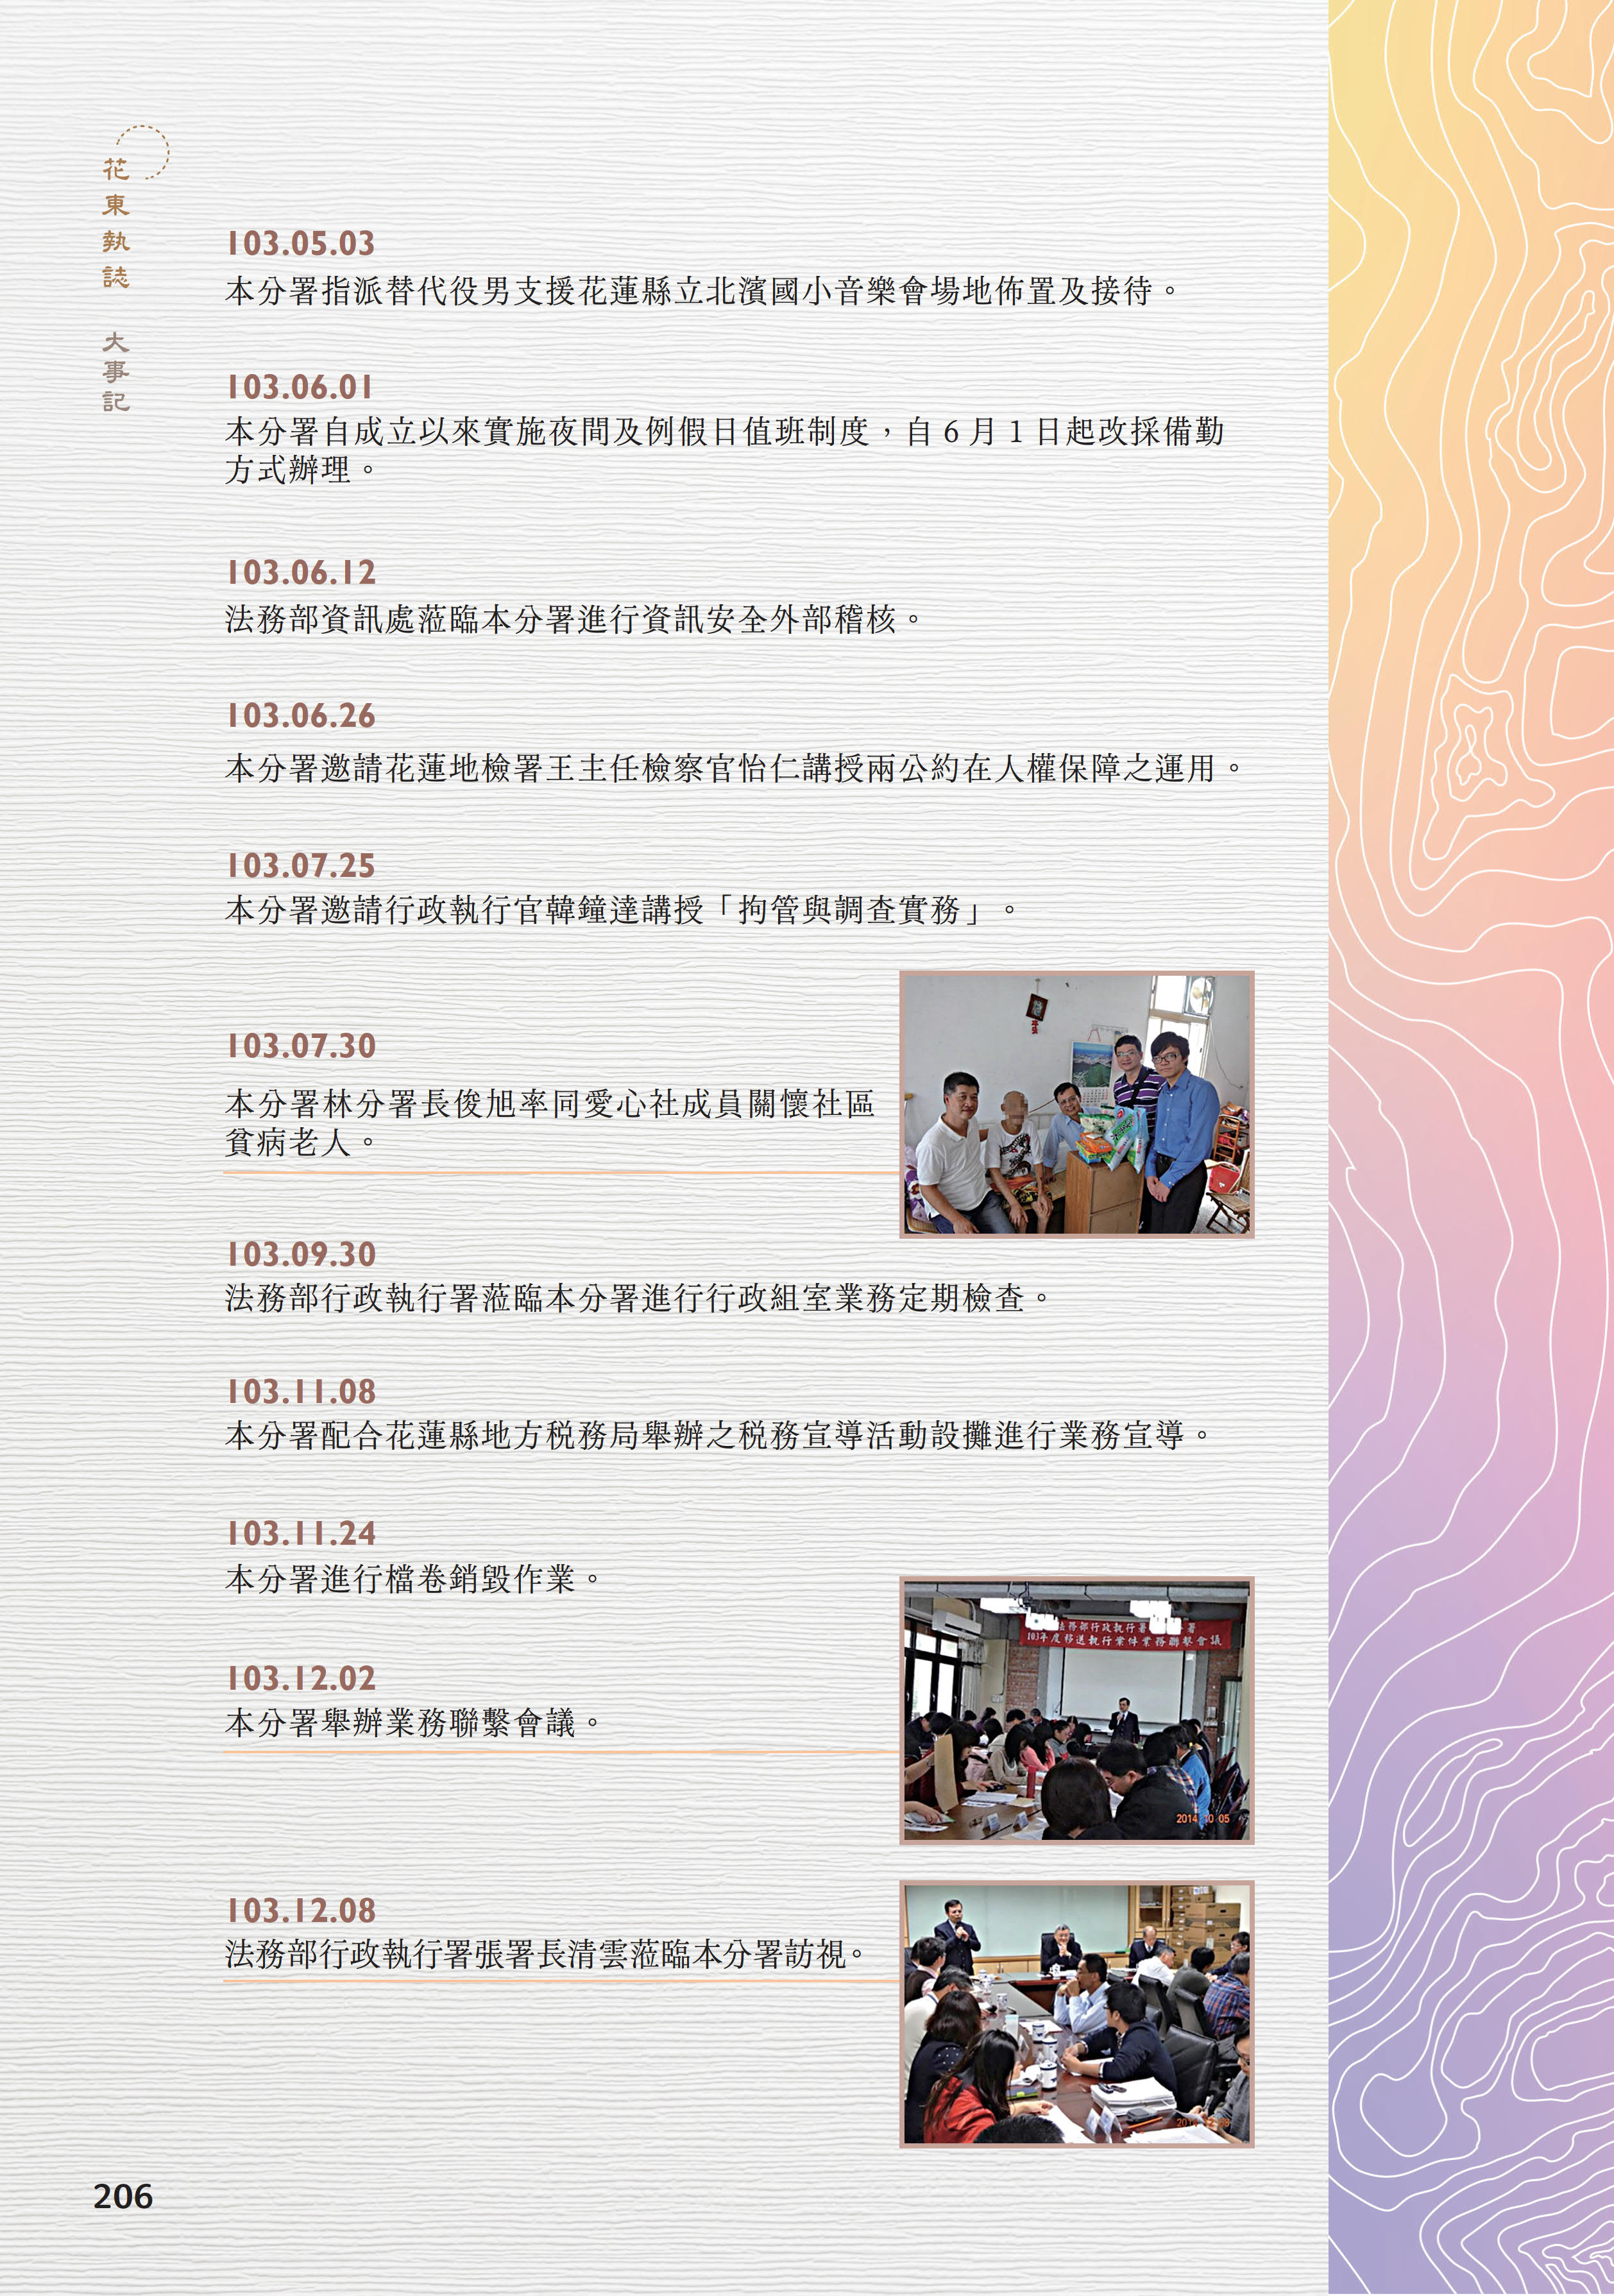 花東執誌 大事記
103.05.03
本分署指派替代役男支援花蓮縣立北濱國小音樂會場地佈置及接待。
103.06.01
本分署自成立以來實施夜間及例假日值班制度，自 6 月 1 日起改採備勤
方式辦理。
103.06.12
法務部資訊處蒞臨本分署進行資訊安全外部稽核。
103.06.26
本分署邀請花蓮地檢署王主任檢察官怡仁講授兩公約在人權保障之運用。
103.07.25
本分署邀請行政執行官韓鐘達講授「拘管與調查實務」。
103.07.30
本分署林分署長俊旭率同愛心社成員關懷社區
貧病老人。
103.09.30
法務部行政執行署蒞臨本分署進行行政組室業務定期檢查。
103.11.08
本分署配合花蓮縣地方稅務局舉辦之稅務宣導活動設攤進行業務宣導。
103.11.24
本分署進行檔卷銷毀作業。
法務部行政執行署
署
103年度移送執行案件業務聯繫會議
103.12.02
本分署舉辦業務聯繫會議。
2014 10 05
103.12.08
法務部行政執行署張署長清雲蒞臨本分署訪視。
206